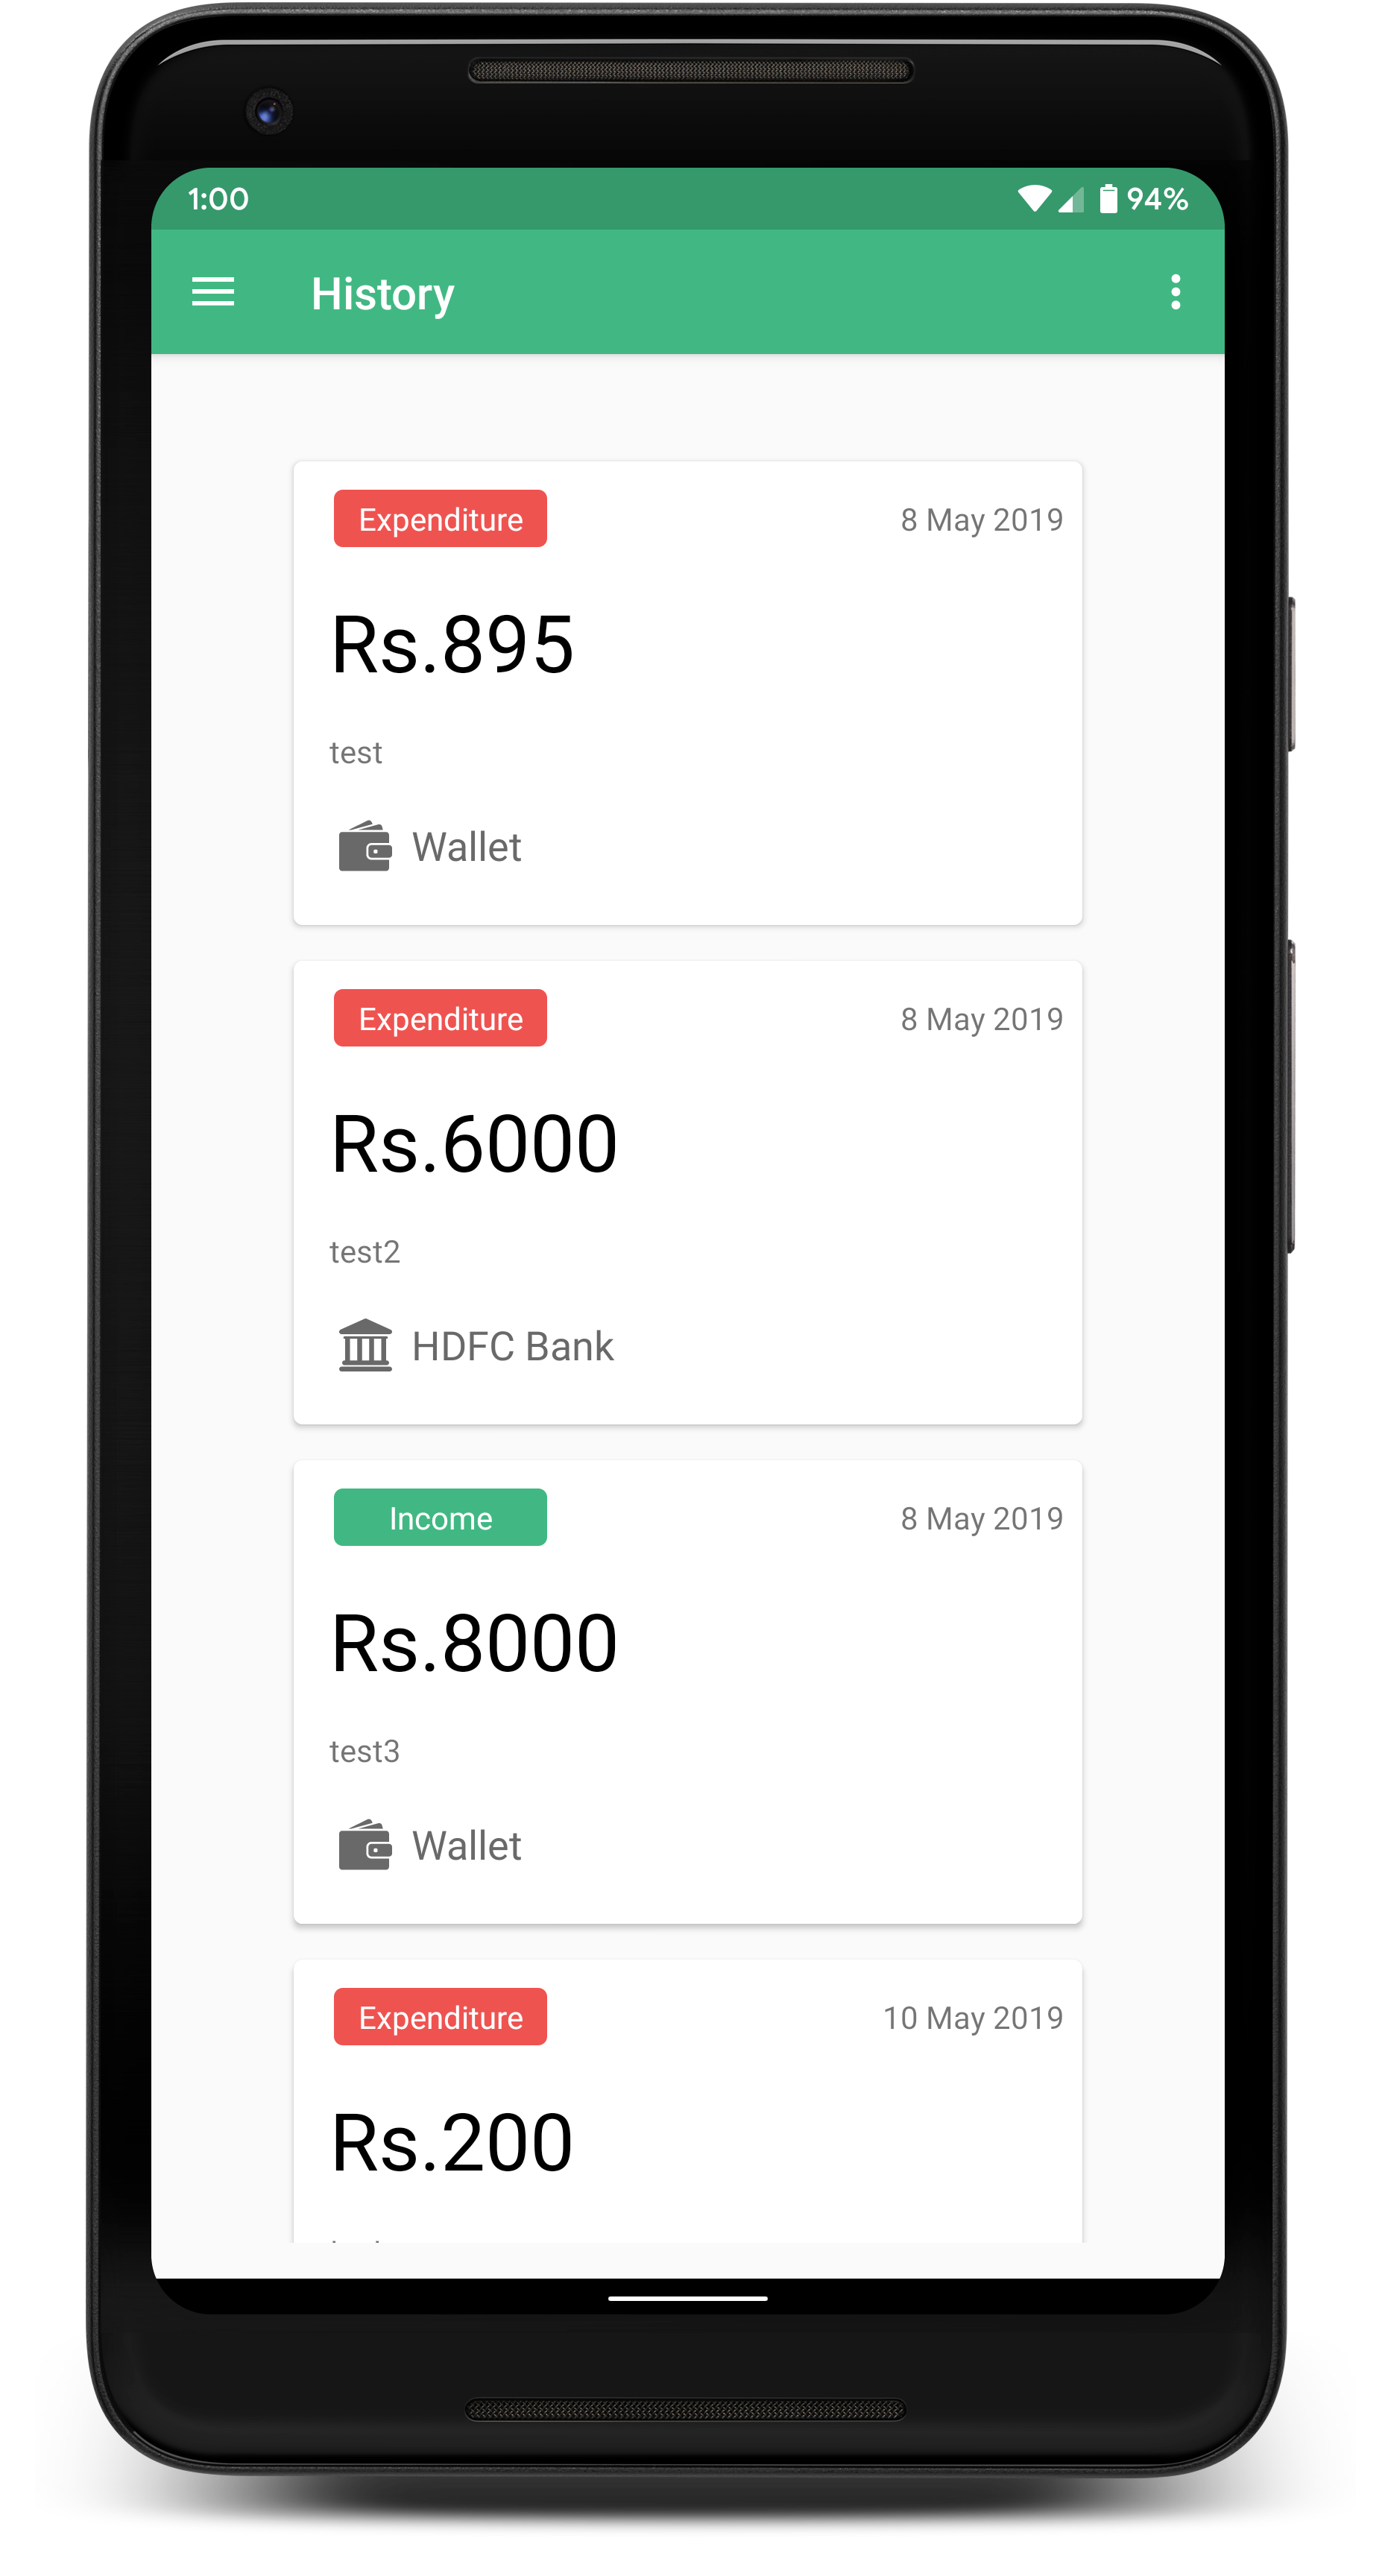 1:00 94%
History
Expenditure 8 May 2019
Rs.895
test
Wallet
Expenditure 8 May 2019
Rs.6000
test2
HDFC Bank
Income 8 May 2019
Rs.8000
test3
Wallet
Expenditure 10 May 2019
Rs.200